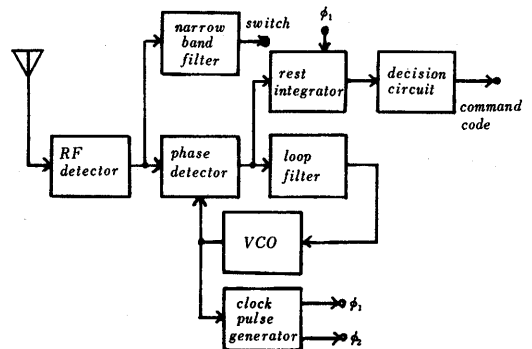 narrow
band
filter
switch
ϕ₁
rest
integrator
decision
circuit
command
code
RF
detector
phase
detector
loop
filter
VCO
clock
pulse
generator
ϕ₁
ϕ₂